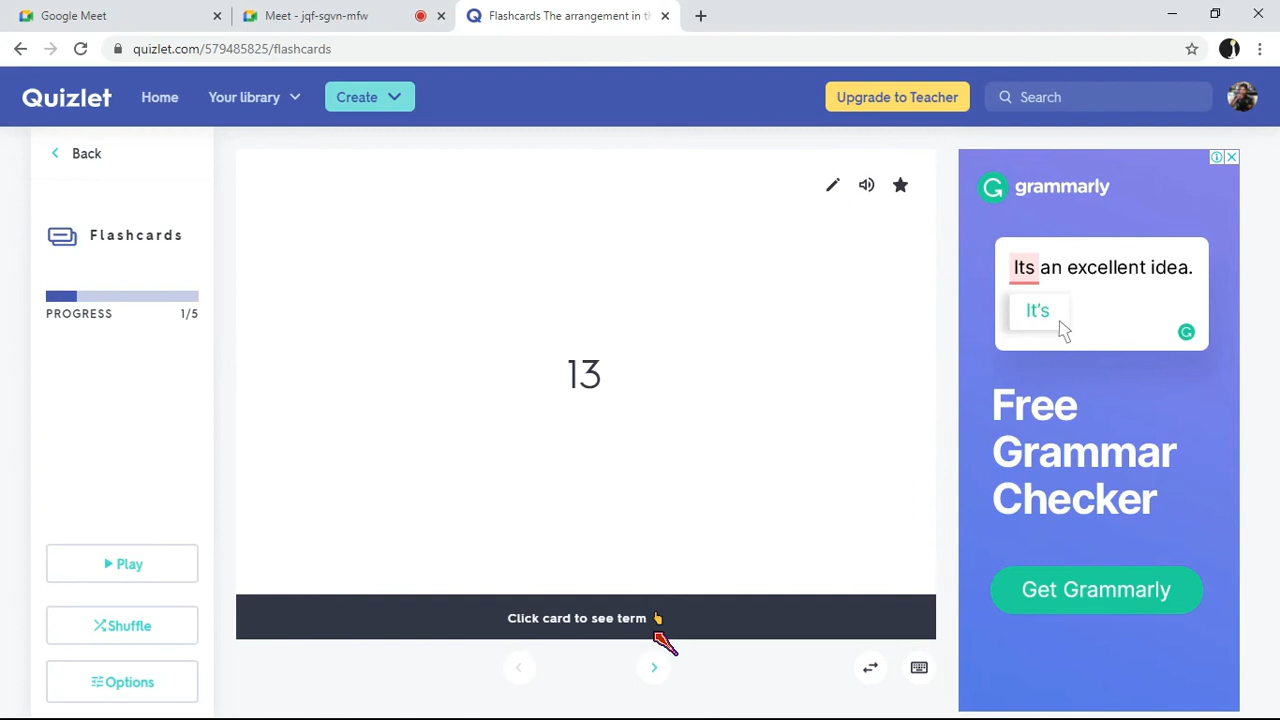 Google Meet
Meet - jqf-sgvn-mfw
Flashcards The arrangement in th
quizlet.com/579485825/flashcards
Quizlet
Home
Your library
Create
Upgrade to Teacher
Search
Back
Flashcards
PROGRESS 1/5
Play
Shuffle
Options
13
Click card to see term
grammarly
Its an excellent idea.
It's
Free
Grammar
Checker
Get Grammarly